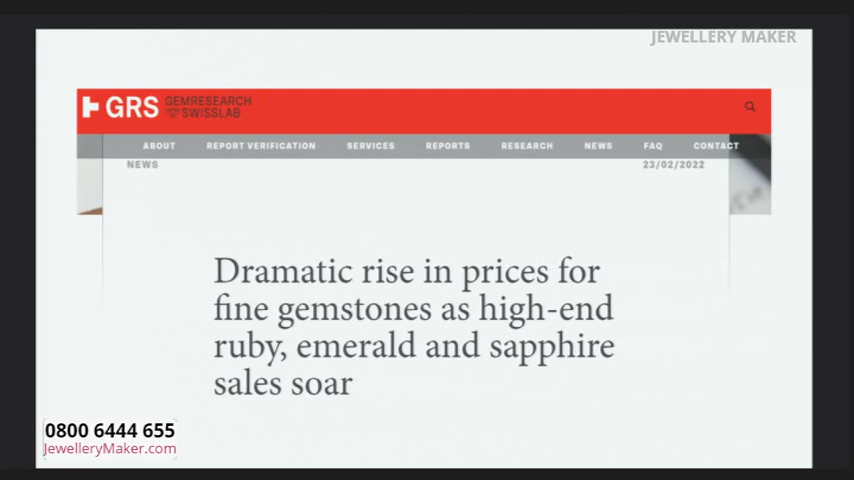 JEWELLERY MAKER
GRS GEMRESEARCH
SWISSLAB
ABOUT REPORT VERIFICATION SERVICES REPORTS RESEARCH NEWS FAQ CONTACT
NEWS 23/02/2022
Dramatic rise in prices for
fine gemstones as high-end
ruby, emerald and sapphire
sales soar
0800 6444 655
JewelleryMaker.com